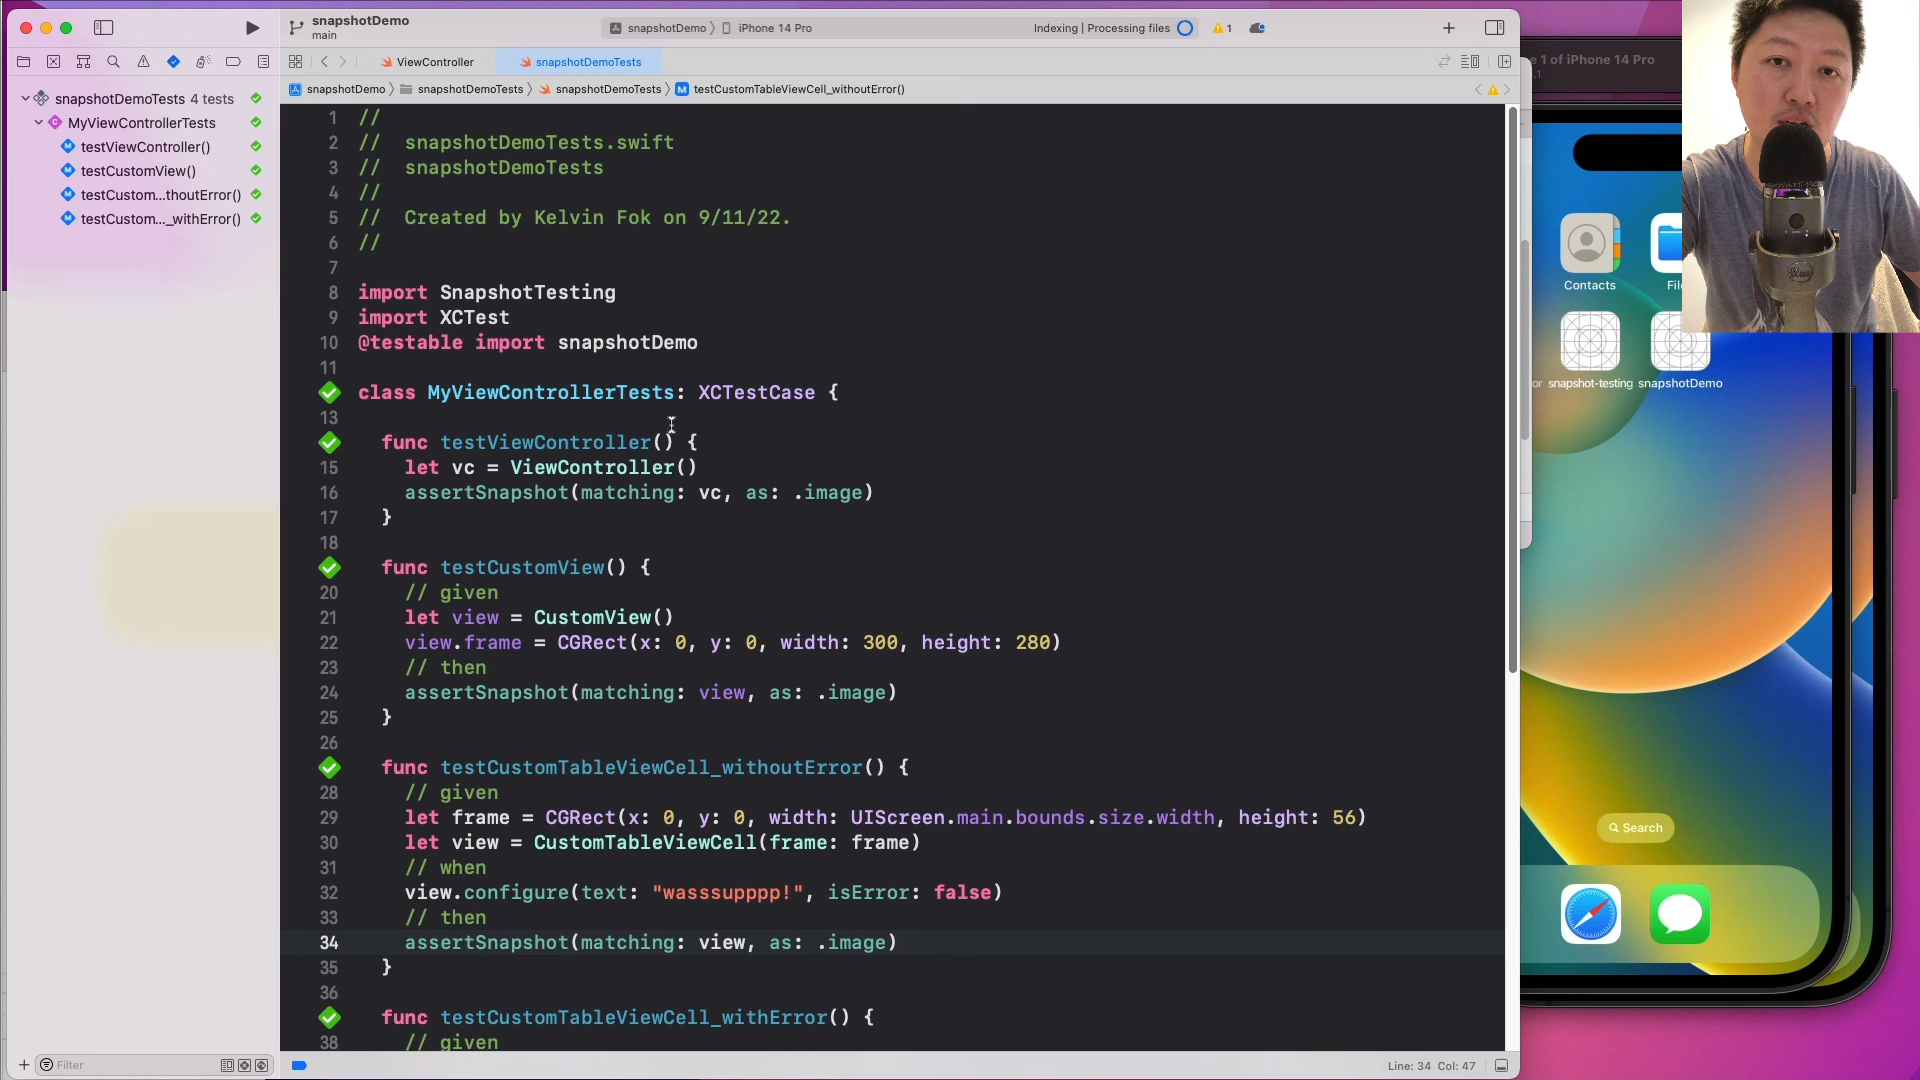 snapshotDemo
main
snapshotDemo
iPhone 14 Pro
Indexing | Processing files
1
ViewController
snapshotDemoTests
snapshotDemo
snapshotDemoTests
snapshotDemoTests
testCustomTableViewCell_withoutError()
snapshotDemoTests 4 tests
MyViewControllerTests
testViewController()
testCustomView()
testCustom...thoutError()
testCustom..._withError()
1 //
2 //  snapshotDemoTests.swift
3 //  snapshotDemoTests
4 //
5 //  Created by Kelvin Fok on 9/11/22.
6 //
7
8 import SnapshotTesting
9 import XCTest
10 @testable import snapshotDemo
11
class MyViewControllerTests: XCTestCase {
13
func testViewController() {
15 let vc = ViewController()
16 assertSnapshot(matching: vc, as: .image)
17 }
18
func testCustomView() {
20 // given
21 let view = CustomView()
22 view.frame = CGRect(x: 0, y: 0, width: 300, height: 280)
23 // then
24 assertSnapshot(matching: view, as: .image)
25 }
26
func testCustomTableViewCell_withoutError() {
28 // given
29 let frame = CGRect(x: 0, y: 0, width: UIScreen.main.bounds.size.width, height: 56)
30 let view = CustomTableViewCell(frame: frame)
31 // when
32 view.configure(text: "wasssupppp!", isError: false)
33 // then
34 assertSnapshot(matching: view, as: .image)
35 }
36
func testCustomTableViewCell_withError() {
38 // given
Filter
Line: 34 Col: 47
e 1 of iPhone 14 Pro
.1
Contacts
Fil
or snapshot-testing snapshotDemo
Search